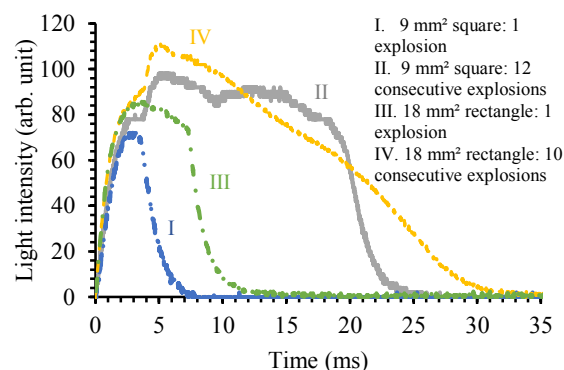 Light intensity (arb. unit)
120
100
80
60
40
20
0
0
5
10
15
20
25
30
35
Time (ms)
I
II
III
IV
I. 9 mm² square: 1
explosion
II. 9 mm² square: 12
consecutive explosions
III. 18 mm² rectangle: 1
explosion
IV. 18 mm² rectangle: 10
consecutive explosions